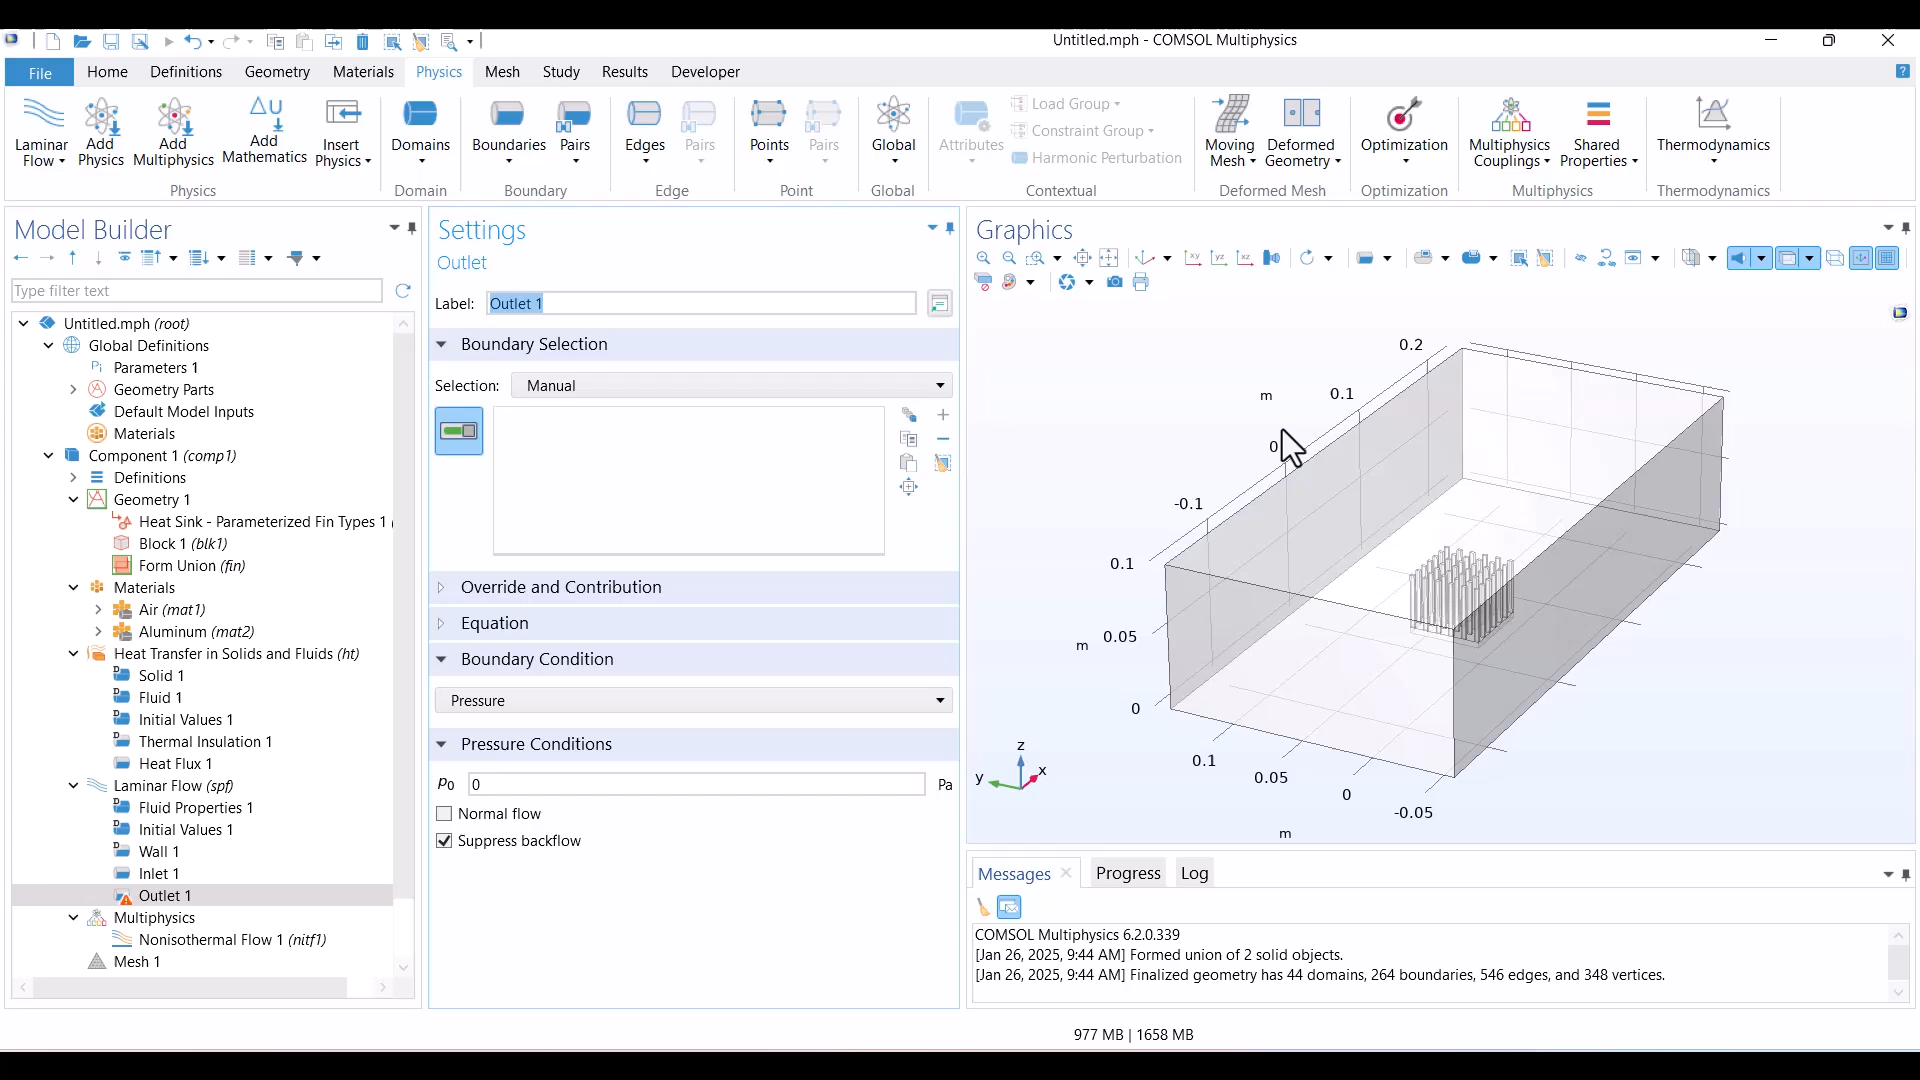 Untitled.mph - COMSOL Multiphysics
File Home Definitions Geometry Materials Physics Mesh Study Results Developer
Laminar Flow
Add Physics
Add Multiphysics
Add Mathematics
Insert Physics
Domains
Boundaries
Pairs
Edges
Pairs
Points
Pairs
Global
Attributes
Load Group
Constraint Group
Harmonic Perturbation
Moving Mesh
Deformed Geometry
Optimization
Multiphysics Couplings
Shared Properties
Thermodynamics
Physics Domain Boundary Edge Point Global Contextual Deformed Mesh Optimization Multiphysics Thermodynamics
Model Builder
Type filter text
Untitled.mph (root)
Global Definitions
Pi Parameters 1
Geometry Parts
Default Model Inputs
Materials
Component 1 (comp1)
Definitions
Geometry 1
Heat Sink - Parameterized Fin Types 1
Block 1 (blk1)
Form Union (fin)
Materials
Air (mat1)
Aluminum (mat2)
Heat Transfer in Solids and Fluids (ht)
Solid 1
Fluid 1
Initial Values 1
Thermal Insulation 1
Heat Flux 1
Laminar Flow (spf)
Fluid Properties 1
Initial Values 1
Wall 1
Inlet 1
Outlet 1
Multiphysics
Nonisothermal Flow 1 (nitf1)
Mesh 1
Settings
Outlet
Label: Outlet 1
Boundary Selection
Selection: Manual
Override and Contribution
Equation
Boundary Condition
Pressure
Pressure Conditions
p0 0 Pa
Normal flow
Suppress backflow
Graphics
xy yz xz
0.2
0.1
m
0
-0.1
0.1
0.05
m
0
0.1
0.05
0
-0.05
m
z
y x
Messages Progress Log
COMSOL Multiphysics 6.2.0.339
[Jan 26, 2025, 9:44 AM] Formed union of 2 solid objects.
[Jan 26, 2025, 9:44 AM] Finalized geometry has 44 domains, 264 boundaries, 546 edges, and 348 vertices.
977 MB | 1658 MB